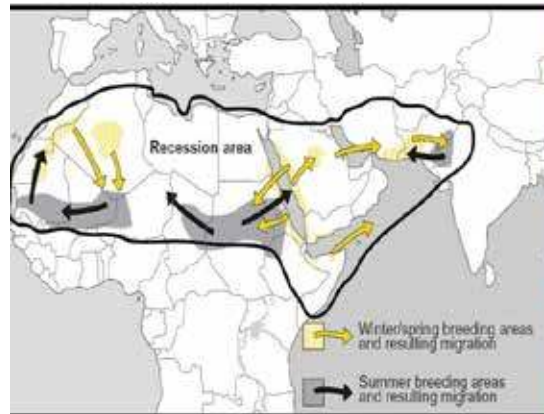 Recession area
Winter/spring breeding areas
and resulting migration
Summer breeding areas
and resulting migration